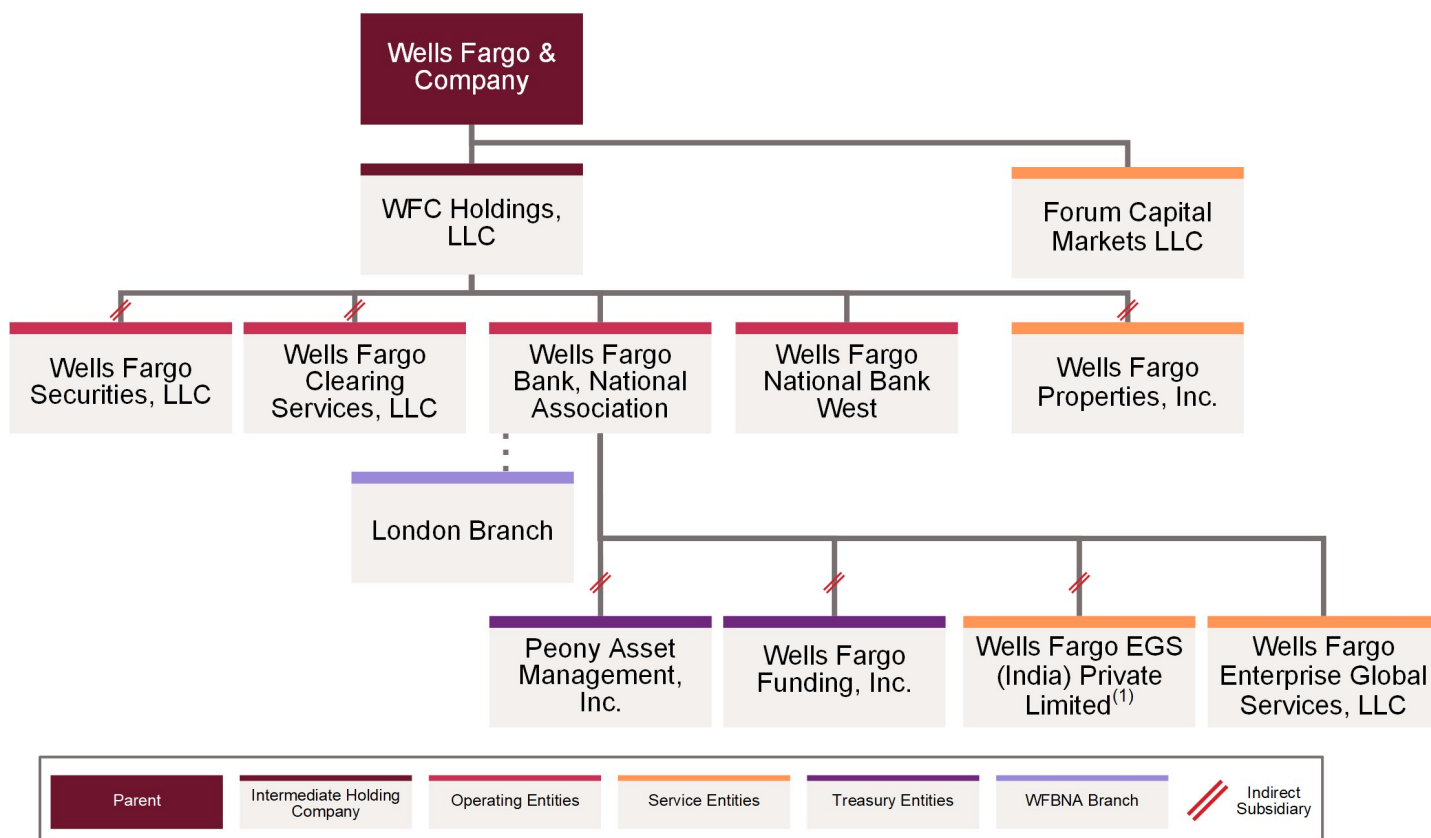 Wells Fargo &
Company
WFC Holdings,
LLC
Forum Capital
Markets LLC
Wells Fargo
Securities, LLC
Wells Fargo
Clearing
Services, LLC
Wells Fargo
Bank, National
Association
Wells Fargo
National Bank
West
Wells Fargo
Properties, Inc.
London Branch
Peony Asset
Management,
Inc.
Wells Fargo
Funding, Inc.
Wells Fargo EGS
(India) Private
Limited(1)
Wells Fargo
Enterprise Global
Services, LLC
Parent
Intermediate Holding
Company
Operating Entities
Service Entities
Treasury Entities
WFBNA Branch
Indirect
Subsidiary